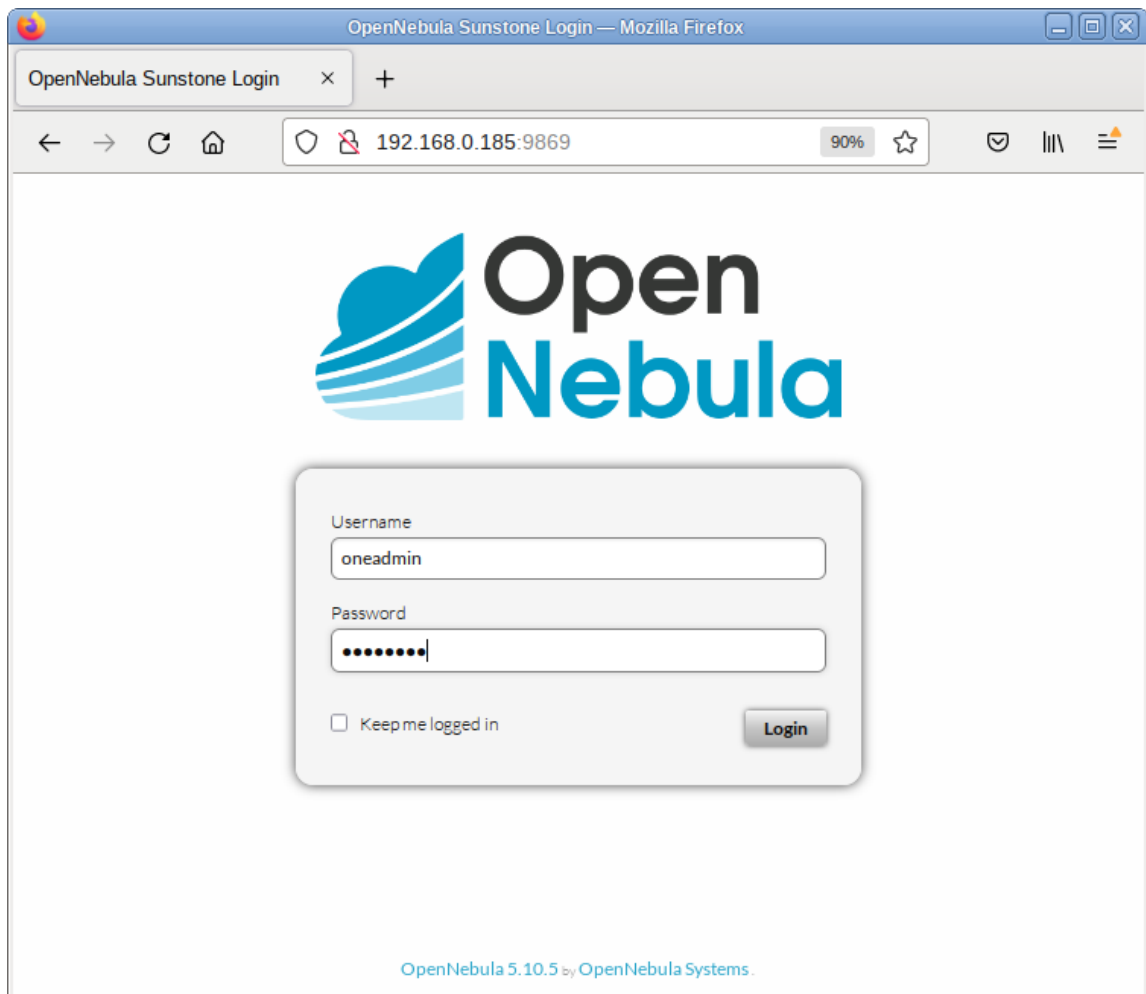 OpenNebula Sunstone Login — Mozilla Firefox
OpenNebula Sunstone Login
192.168.0.185:9869
90%
Open
Nebula
Username
oneadmin
Password
••••••••
Keep me logged in
Login
OpenNebula 5.10.5 by OpenNebula Systems .